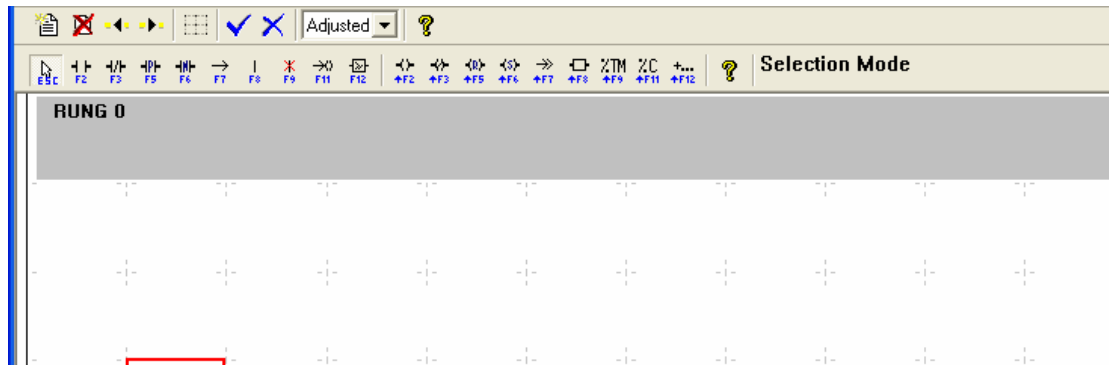 Adjusted ?
ESC F2 F3 P F5 N F6 F7 F8 F9 F11 F12 F2 F3 R F5 S F6 F7 F8 %TM F9 %C F11 +... F12 ? Selection Mode
RUNG 0